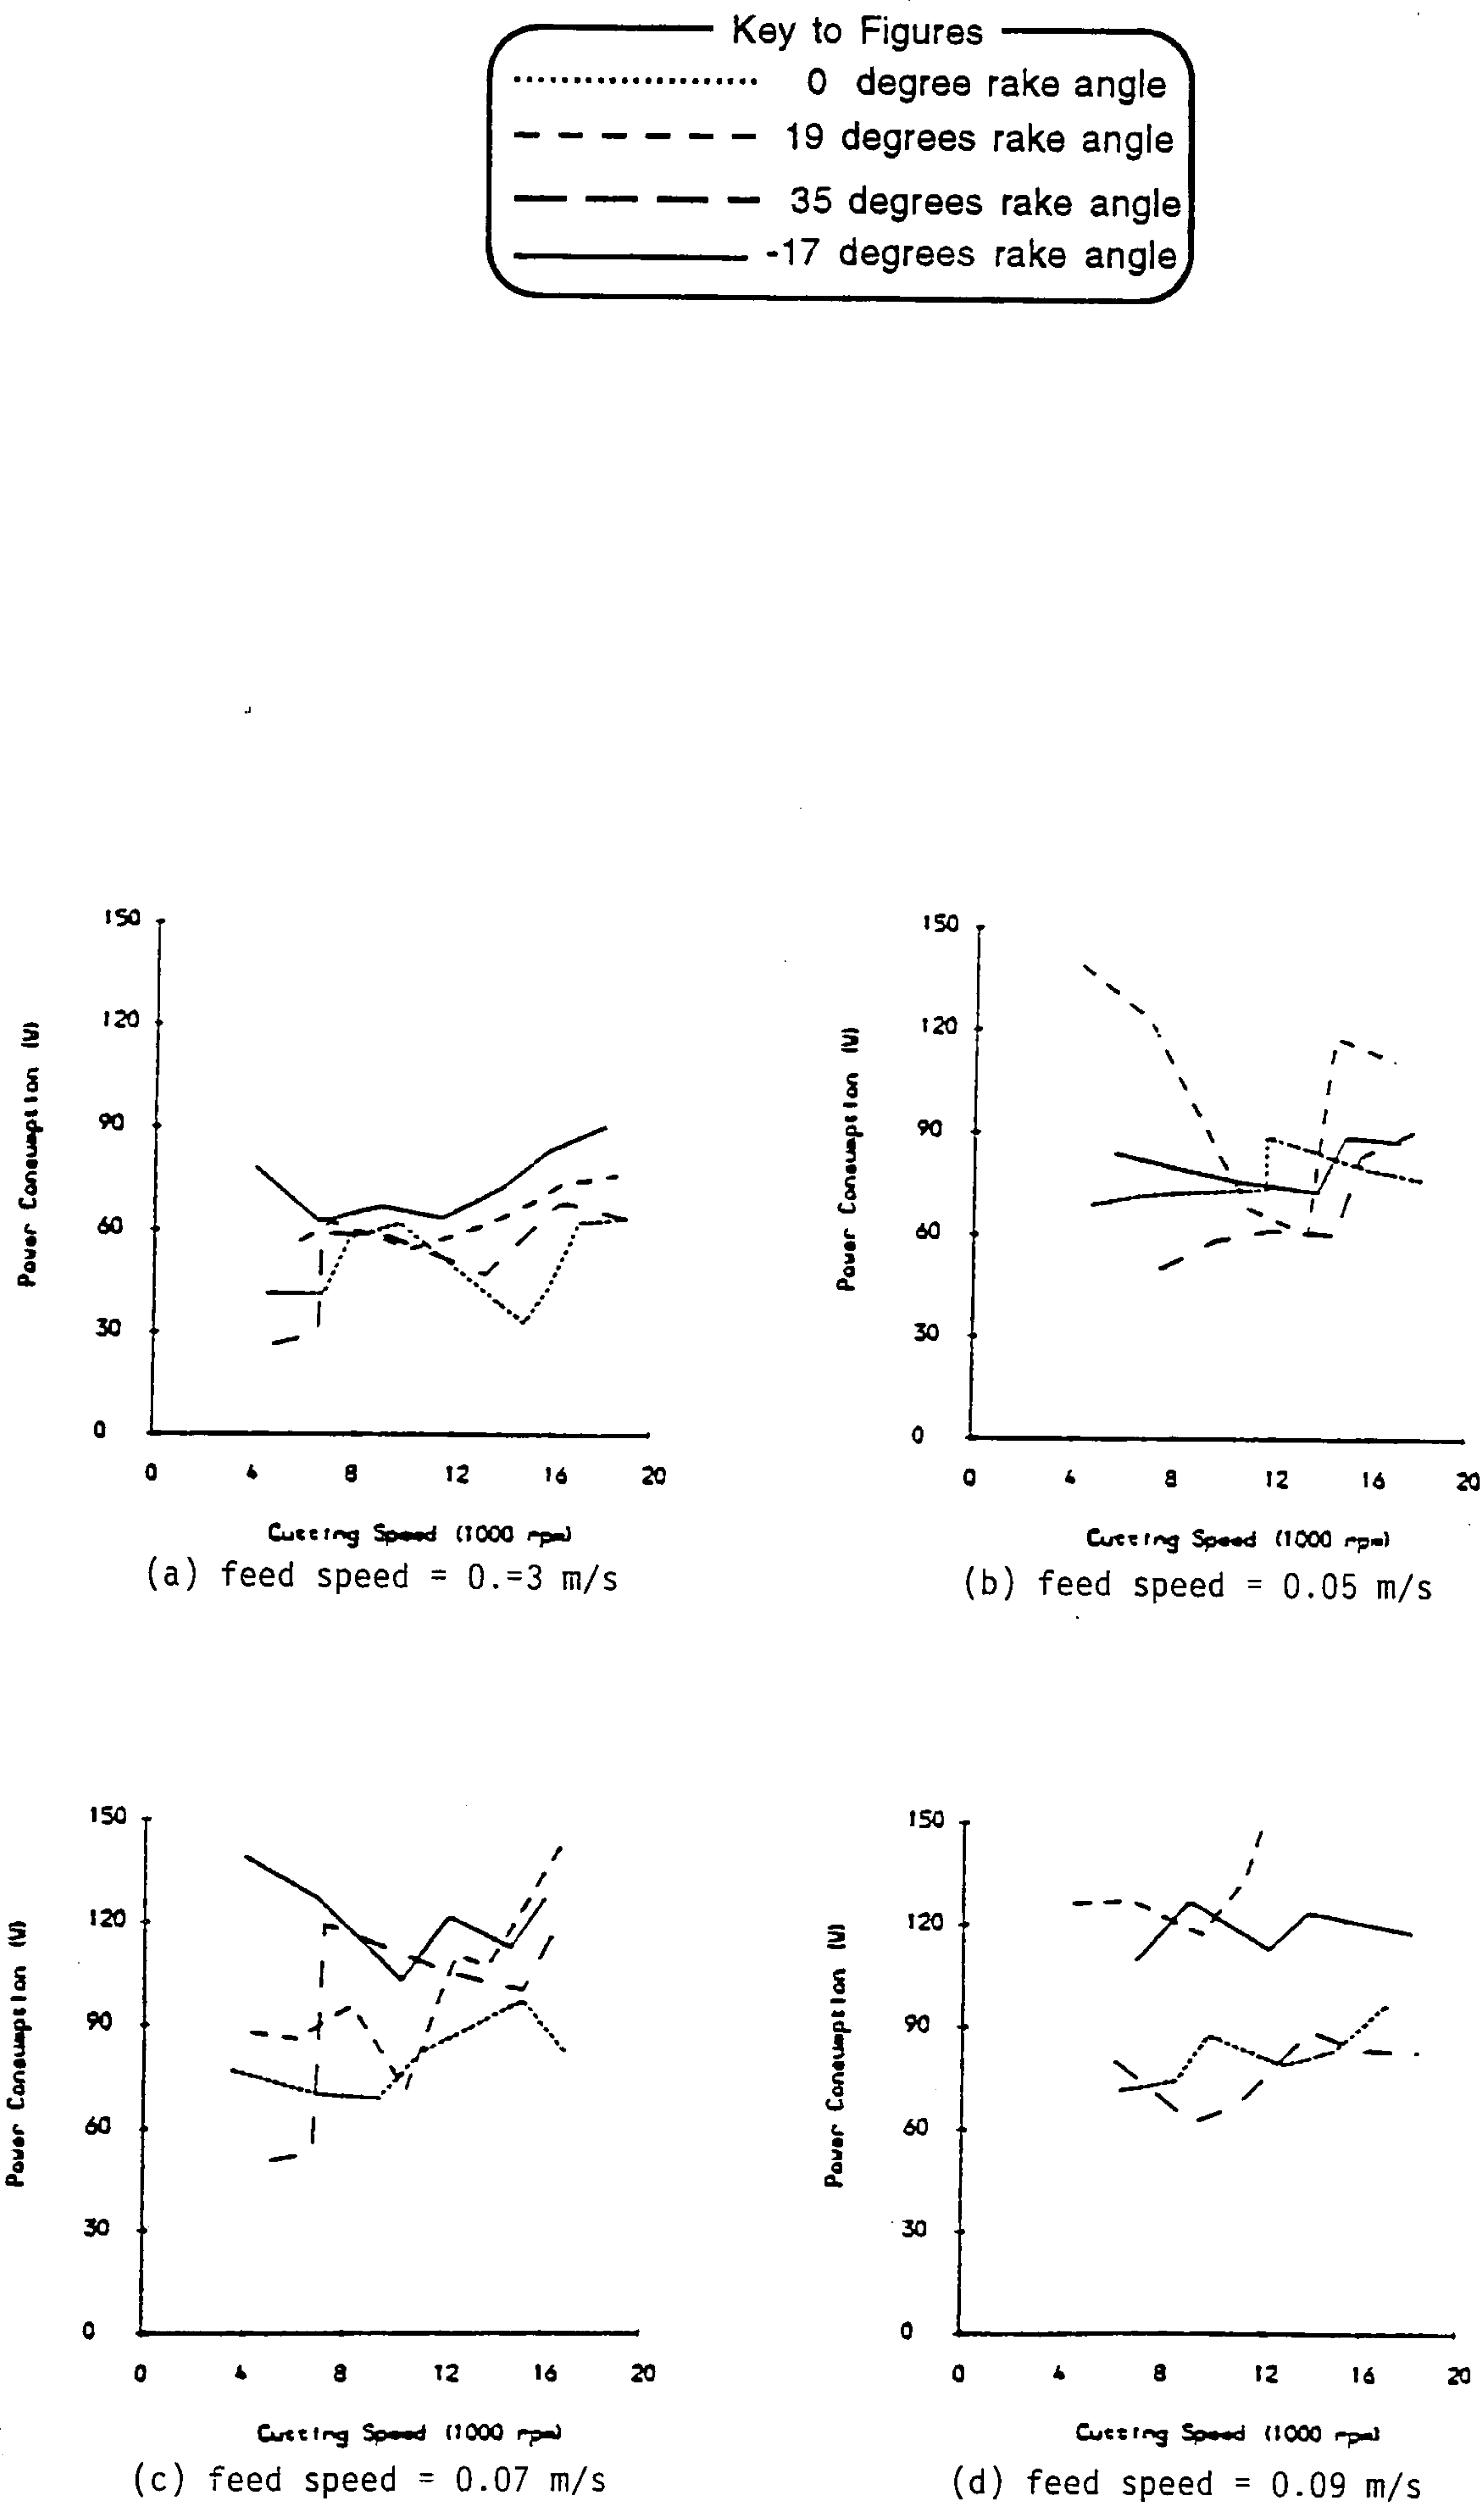 Key to Figures
0 degree rake angle
19 degrees rake angle
35 degrees rake angle
-17 degrees rake angle
150
120
90
60
30
0
Power Consumption (W)
0 4 8 12 16 20
Cutting Speed (1000 rpm)
(a) feed speed = 0.=3 m/s
150
120
90
60
30
0
Power Consumption (W)
0 4 8 12 16 20
Cutting Speed (1000 rpm)
(b) feed speed = 0.05 m/s
150
120
90
60
30
0
Power Consumption (W)
0 4 8 12 16 20
Cutting Speed (1000 rpm)
(c) feed speed = 0.07 m/s
150
120
90
60
30
0
Power Consumption (W)
0 4 8 12 16 20
Cutting Speed (1000 rpm)
(d) feed speed = 0.09 m/s